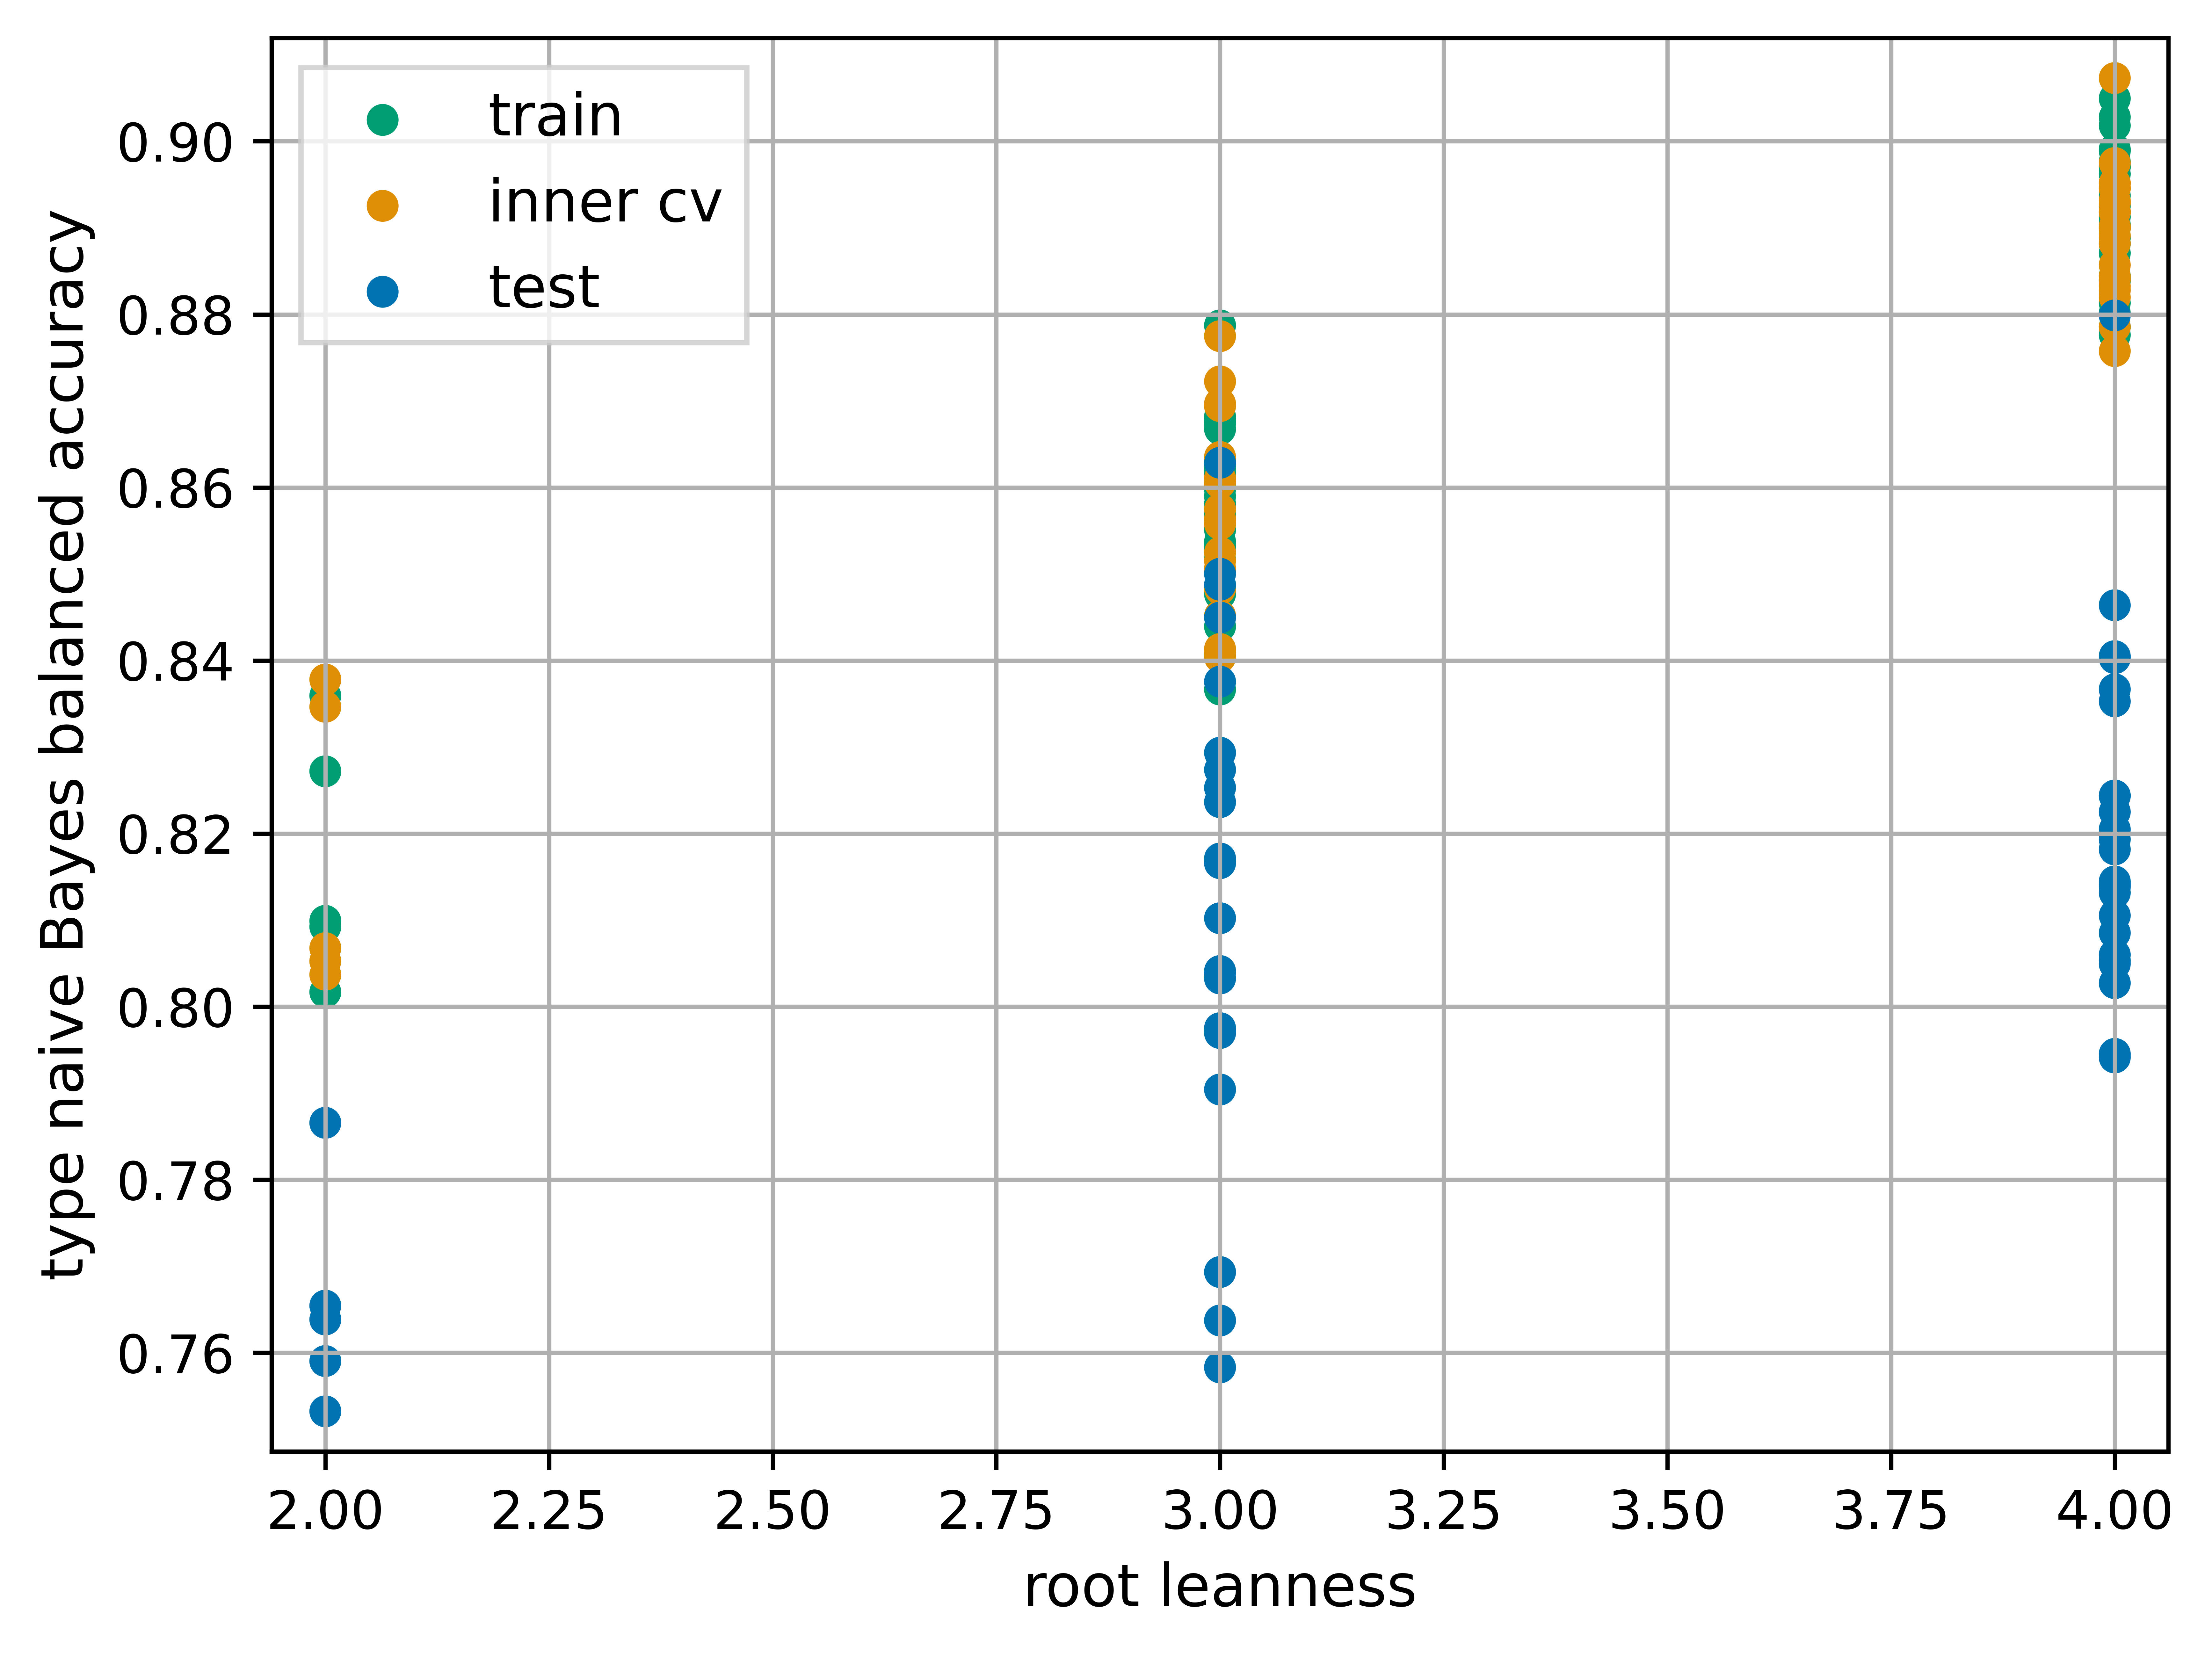 train
inner cv
test
0.90
0.88
0.86
0.84
0.82
0.80
0.78
0.76
type naive Bayes balanced accuracy
2.00 2.25 2.50 2.75 3.00 3.25 3.50 3.75 4.00
root leanness